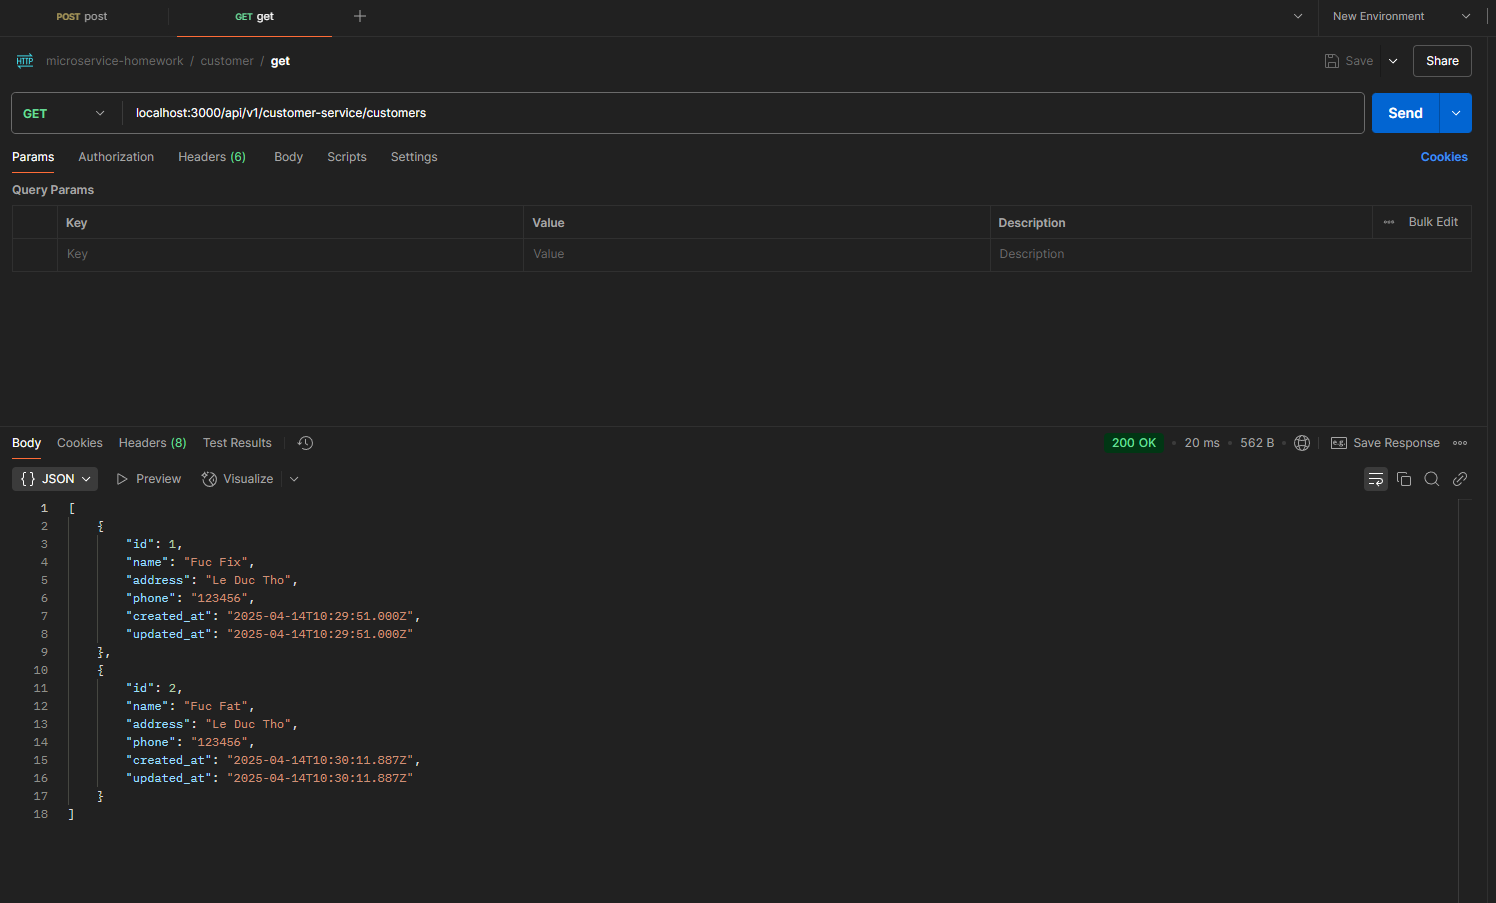 POST post GET get New Environment
HTTP microservice-homework / customer / get Save Share
GET localhost:3000/api/v1/customer-service/customers Send
Params Authorization Headers (6) Body Scripts Settings Cookies
Query Params
Key Value Description Bulk Edit
Key Value Description
Body Cookies Headers (8) Test Results 200 OK • 20 ms • 562 B • e.g. Save Response
{} JSON Preview Visualize
1 [
2 {
3 "id": 1,
4 "name": "Fuc Fix",
5 "address": "Le Duc Tho",
6 "phone": "123456",
7 "created_at": "2025-04-14T10:29:51.000Z",
8 "updated_at": "2025-04-14T10:29:51.000Z"
9 },
10 {
11 "id": 2,
12 "name": "Fuc Fat",
13 "address": "Le Duc Tho",
14 "phone": "123456",
15 "created_at": "2025-04-14T10:30:11.887Z",
16 "updated_at": "2025-04-14T10:30:11.887Z"
17 }
18 ]